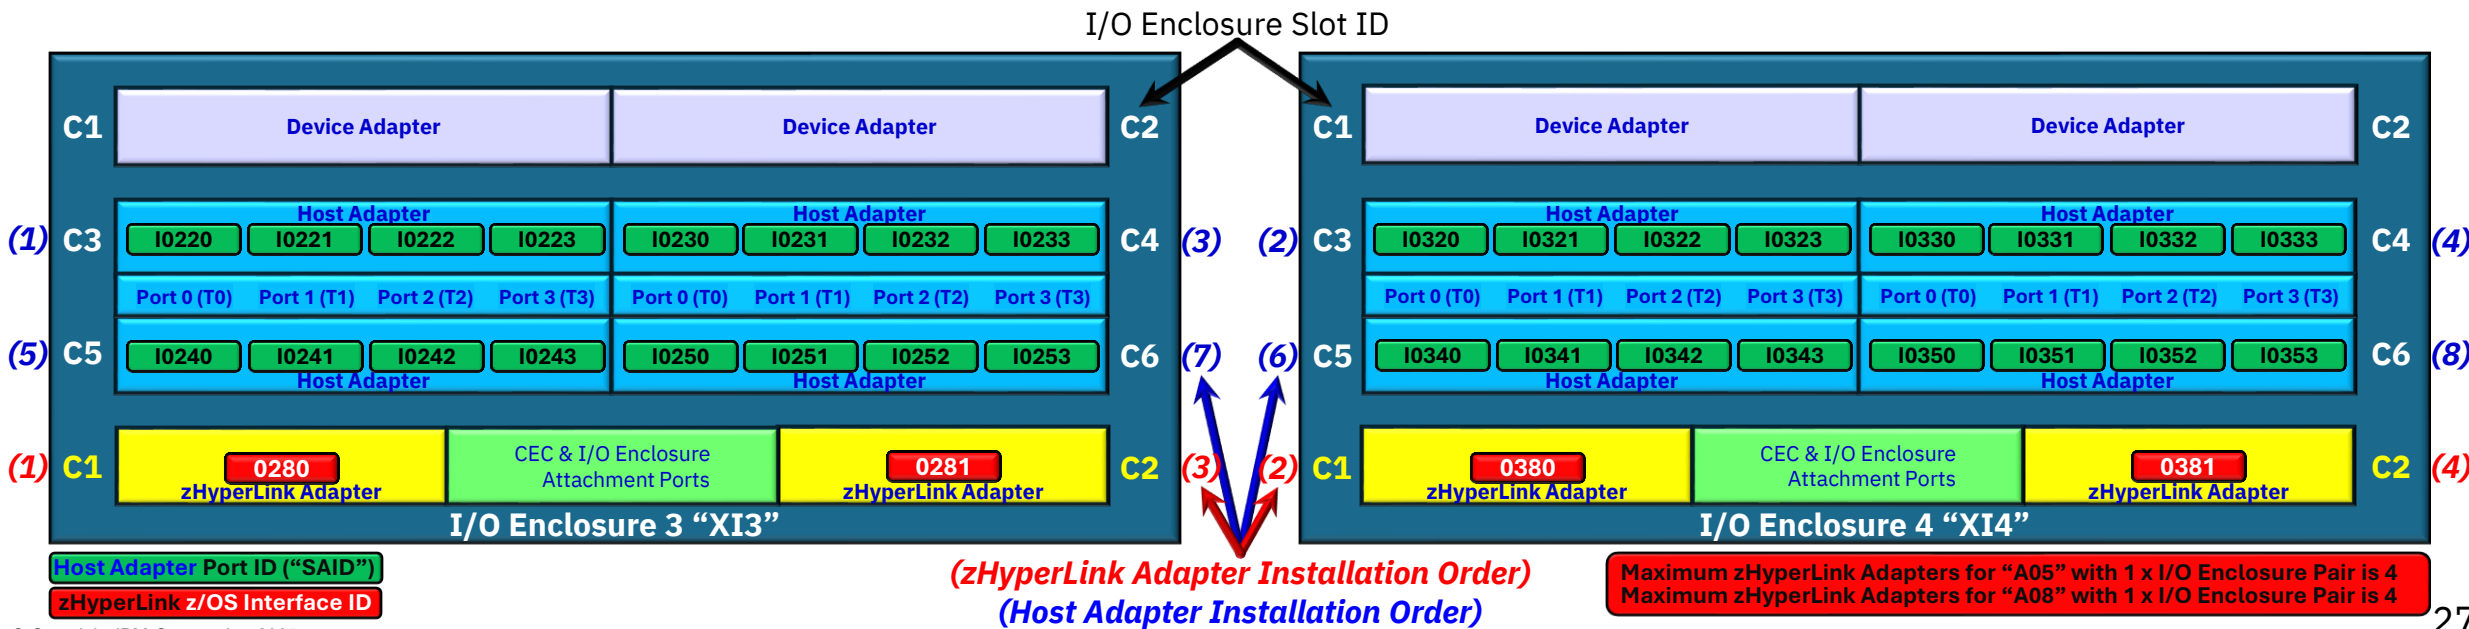 I/O Enclosure Slot ID
C1 Device Adapter Device Adapter C2
C1 Device Adapter Device Adapter C2
Host Adapter Host Adapter
(1) C3 I0220 I0221 I0222 I0223 I0230 I0231 I0232 I0233 C4 (3)
Port 0 (T0) Port 1 (T1) Port 2 (T2) Port 3 (T3) Port 0 (T0) Port 1 (T1) Port 2 (T2) Port 3 (T3)
(5) C5 I0240 I0241 I0242 I0243 I0250 I0251 I0252 I0253 C6 (7)
Host Adapter Host Adapter
Host Adapter Host Adapter
(2) C3 I0320 I0321 I0322 I0323 I0330 I0331 I0332 I0333 C4 (4)
Port 0 (T0) Port 1 (T1) Port 2 (T2) Port 3 (T3) Port 0 (T0) Port 1 (T1) Port 2 (T2) Port 3 (T3)
(6) C5 I0340 I0341 I0342 I0343 I0350 I0351 I0352 I0353 C6 (8)
Host Adapter Host Adapter
(1) C1 0280 CEC & I/O Enclosure 0281 C2 (3)
Attachment Ports
zHyperLink Adapter zHyperLink Adapter
I/O Enclosure 3 “XI3”
(2) C1 0380 CEC & I/O Enclosure 0381 C2 (4)
Attachment Ports
zHyperLink Adapter zHyperLink Adapter
I/O Enclosure 4 “XI4”
Host Adapter Port ID (“SAID”)
zHyperLink z/OS Interface ID
(zHyperLink Adapter Installation Order)
(Host Adapter Installation Order)
Maximum zHyperLink Adapters for “A05” with 1 x I/O Enclosure Pair is 4
Maximum zHyperLink Adapters for “A08” with 1 x I/O Enclosure Pair is 4
27